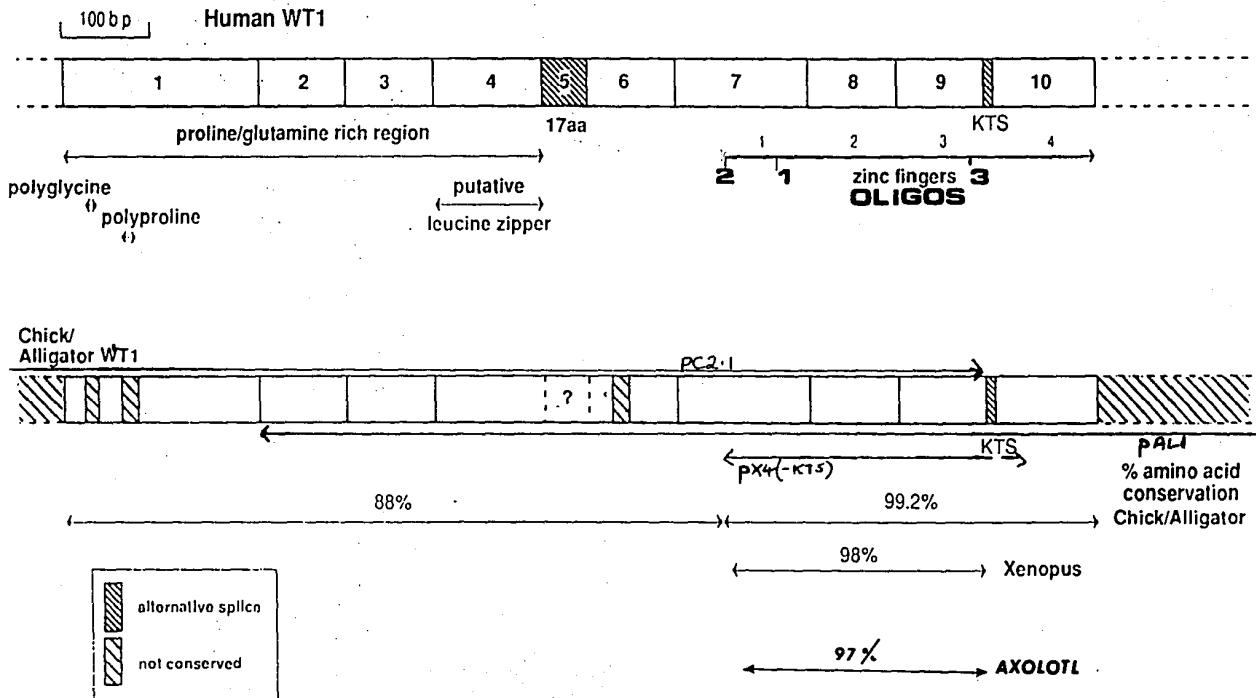 100 bp
Human WT1
1 2 3 4 5 6 7 8 9 10
17aa
KTS
proline/glutamine rich region
1 2 3 4
2 1 zinc fingers 3
OLIGOS
polyglycine
polyproline
putative
leucine zipper
Chick/
Alligator WT1
PC2.1
?
KTS
pAL1
pX4(-KTS)
% amino acid
conservation
88%
99.2%
Chick/Alligator
98%
Xenopus
alternative splice
not conserved
97%
AXOLOTL